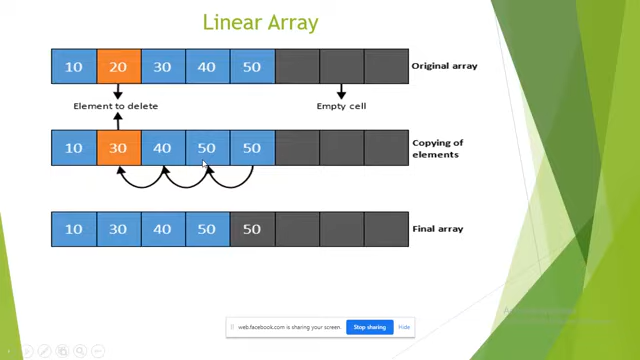 Linear Array
10 20 30 40 50
Original array
Element to delete
Empty cell
10 30 40 50 50
Copying of
elements
10 30 40 50 50
Final array
web.facebook.com is sharing your screen.
Stop sharing
Hide